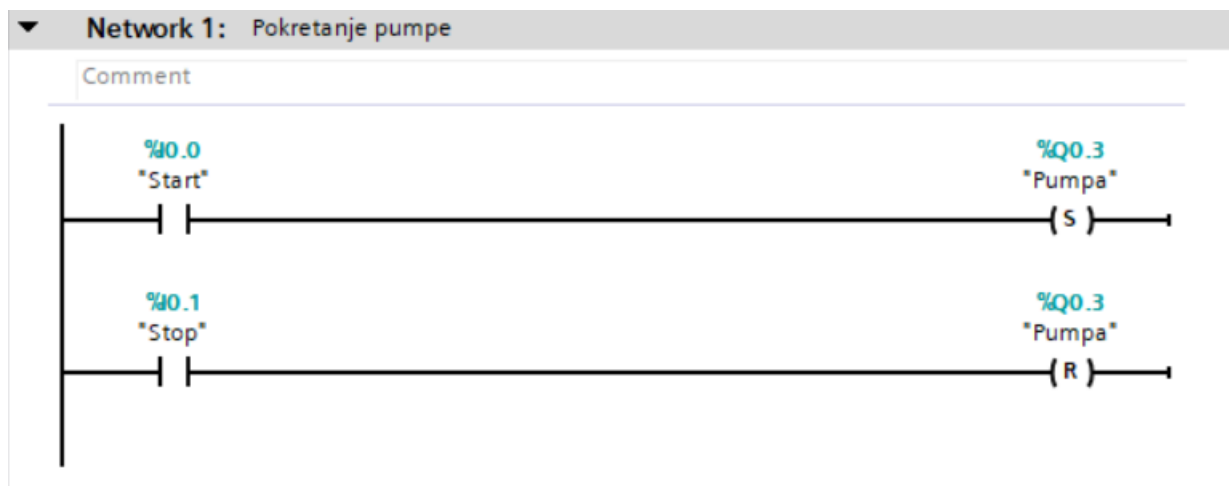 Network 1: Pokretanje pumpe
Comment
%I0.0 %Q0.3
"Start" "Pumpa"
S
%I0.1 %Q0.3
"Stop" "Pumpa"
R